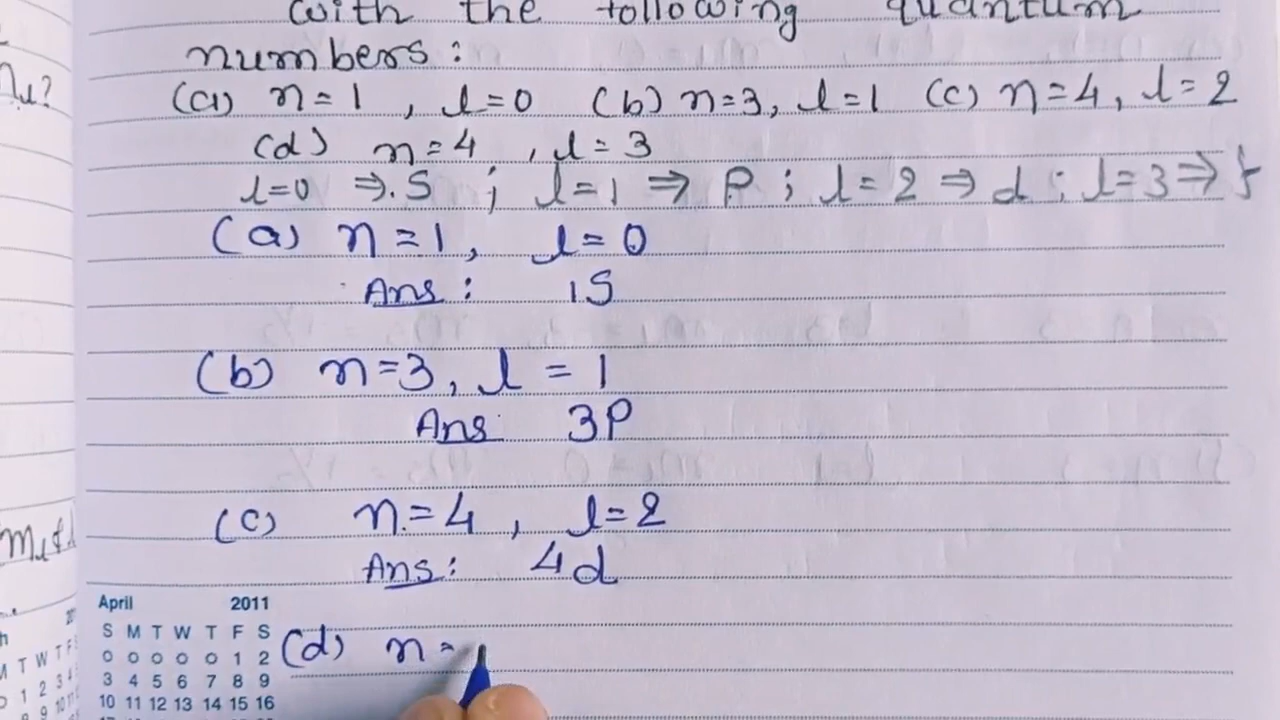 with the following quantum
numbers:
(a) n=1, l=0 (b) n=3, l=1 (c) n=4, l=2
(d) n=4, l=3
l=0 ⇒ S ; l=1 ⇒ P ; l=2 ⇒ d ; l=3 ⇒ f
(a) n=1, l=0
Ans: 1S
(b) n=3, l=1
Ans 3P
(c) n=4, l=2
Ans: 4d
(d) n=
April 2011
S M T W T F S
0 0 0 0 0 1 2
3 4 5 6 7 8 9
10 11 12 13 14 15 16